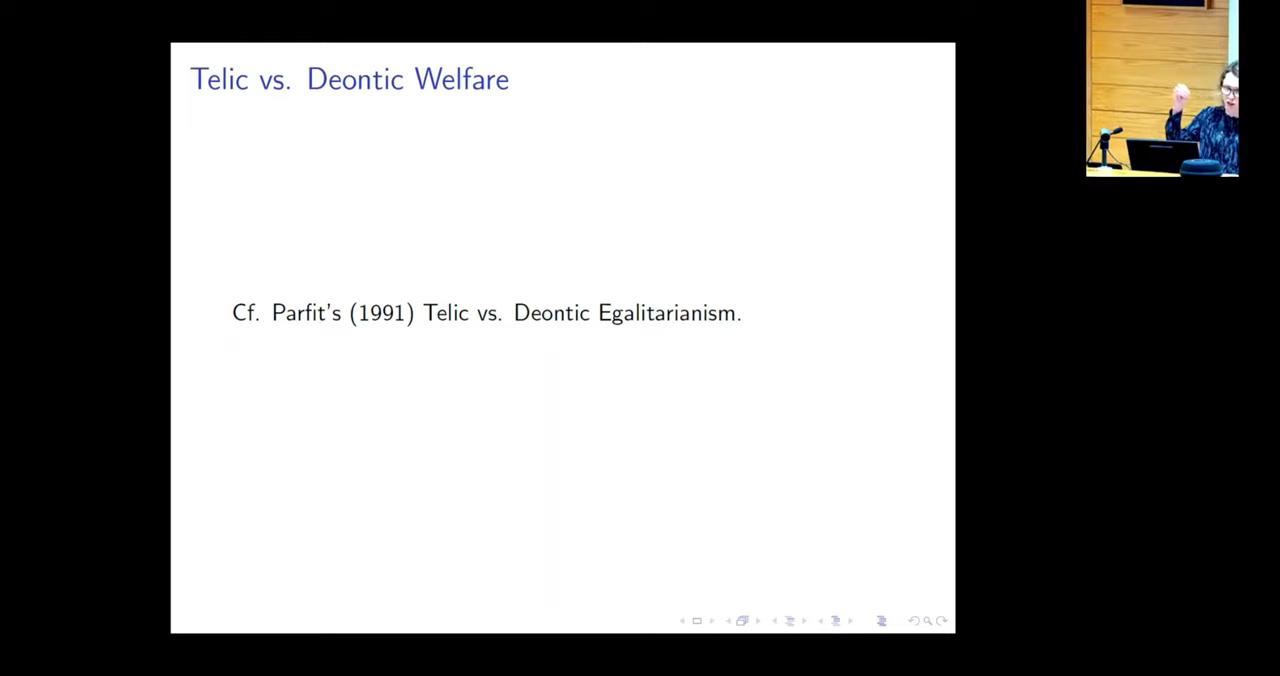 Telic vs. Deontic Welfare
Cf. Parfit's (1991) Telic vs. Deontic Egalitarianism.